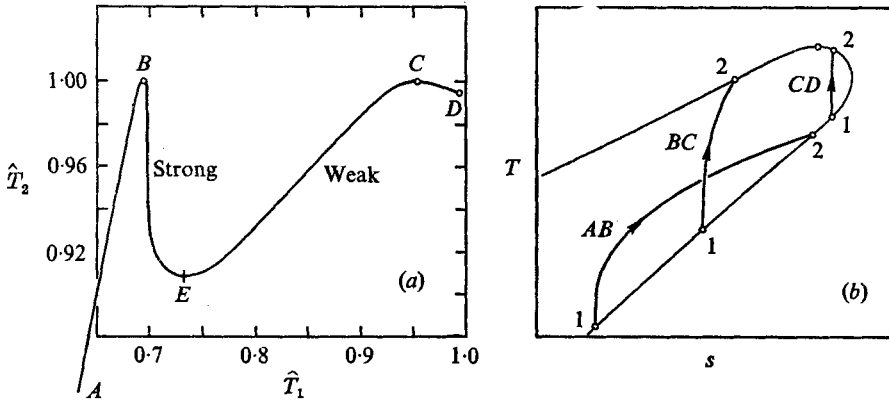 B
C
D
1·00
0·96
0·92
T̂₂
Strong
Weak
E
(a)
A
0·7
0·8
0·9
1·0
T̂₁
2
2
CD
1
BC
2
T
AB
1
1
(b)
s